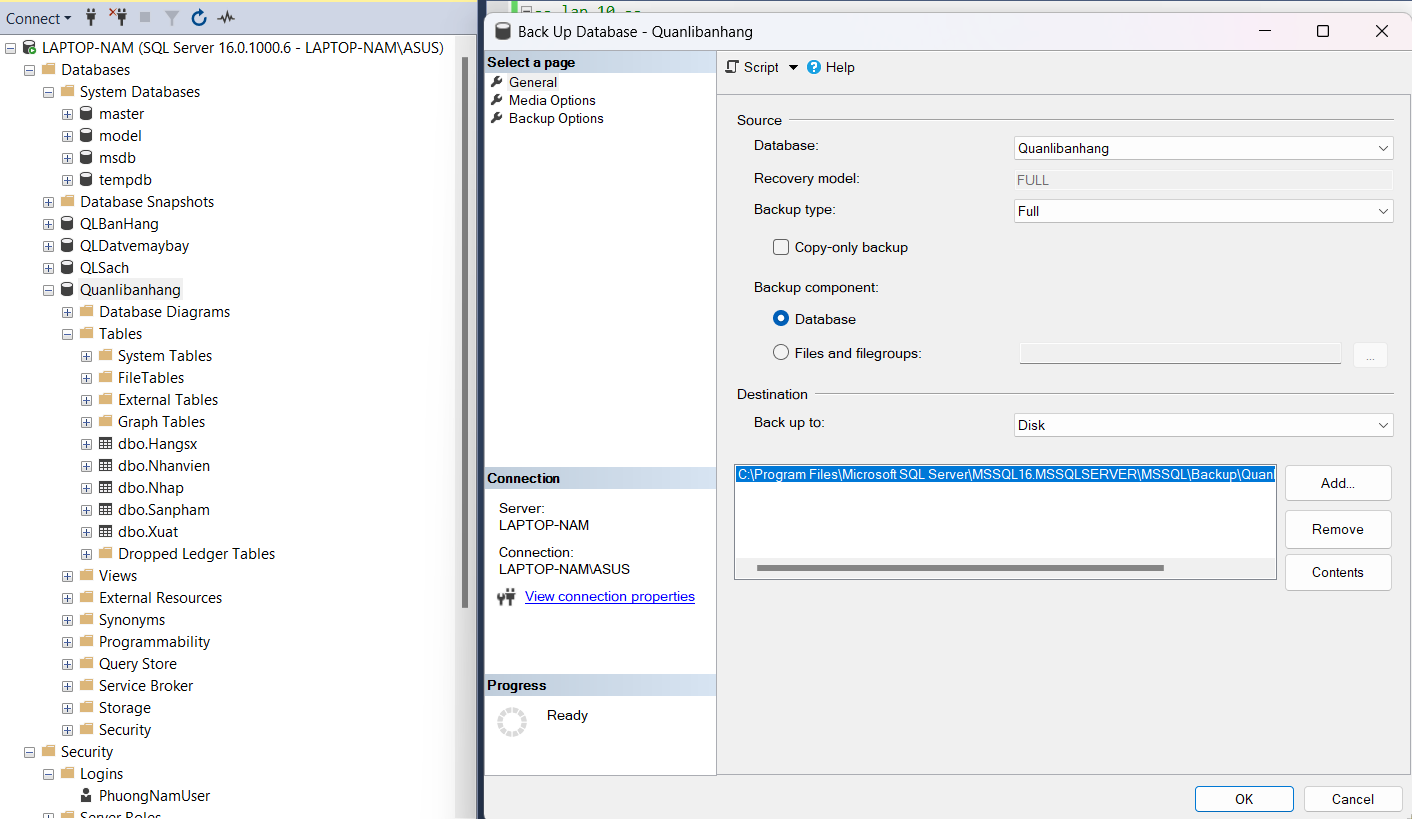 -- lan 10 --
Connect
LAPTOP-NAM (SQL Server 16.0.1000.6 - LAPTOP-NAM\ASUS)
Databases
System Databases
master
model
msdb
tempdb
Database Snapshots
QLBanHang
QLDatvemaybay
QLSach
Quanlibanhang
Database Diagrams
Tables
System Tables
FileTables
External Tables
Graph Tables
dbo.Hangsx
dbo.Nhanvien
dbo.Nhap
dbo.Sanpham
dbo.Xuat
Dropped Ledger Tables
Views
External Resources
Synonyms
Programmability
Query Store
Service Broker
Storage
Security
Security
Logins
PhuongNamUser
Server Roles
Back Up Database - Quanlibanhang
Select a page
General
Media Options
Backup Options
Connection
Server:
LAPTOP-NAM
Connection:
LAPTOP-NAM\ASUS
View connection properties
Progress
Ready
Script
Help
Source
Database:
Quanlibanhang
Recovery model:
FULL
Backup type:
Full
Copy-only backup
Backup component:
Database
Files and filegroups:
...
Destination
Back up to:
Disk
C:\Program Files\Microsoft SQL Server\MSSQL16.MSSQLSERVER\MSSQL\Backup\Quanl
Add...
Remove
Contents
OK
Cancel